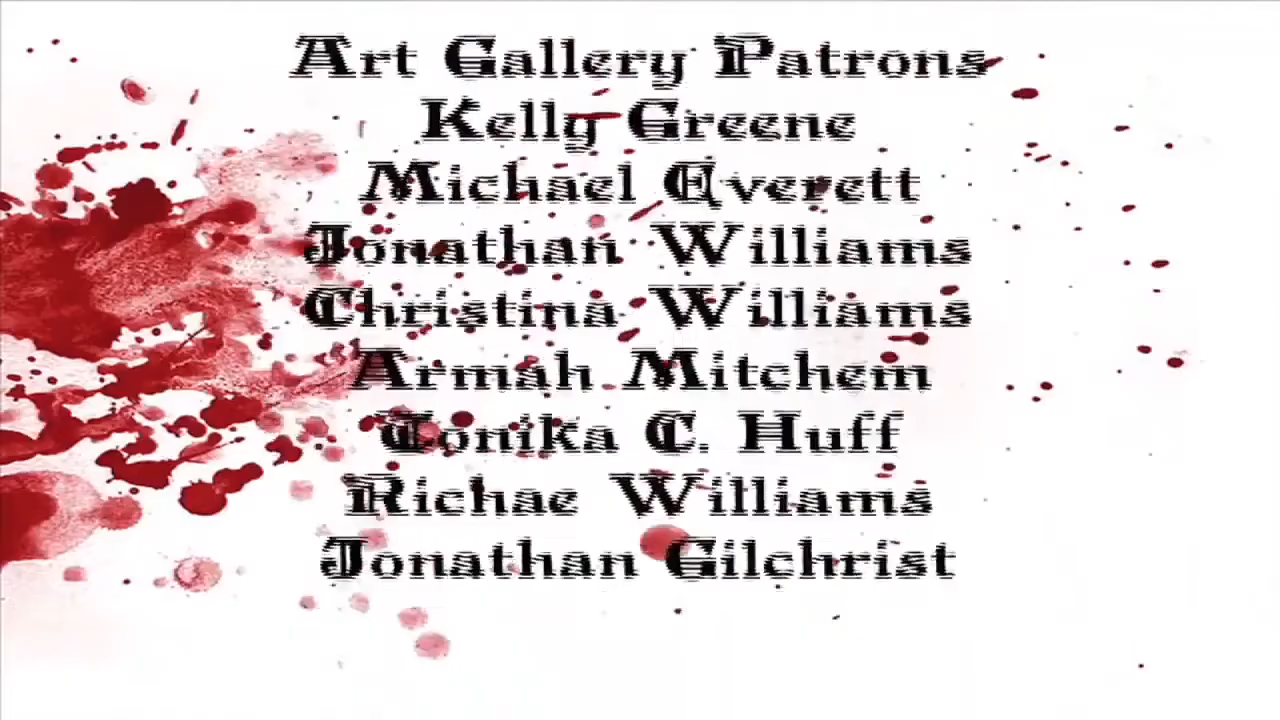 Art Gallery Patrons
Kelly Greene
Michael Everett
Jonathan Williams
Christina Williams
Armah Mitchem
Tonika C. Huff
Richae Williams
Jonathan Gilchrist